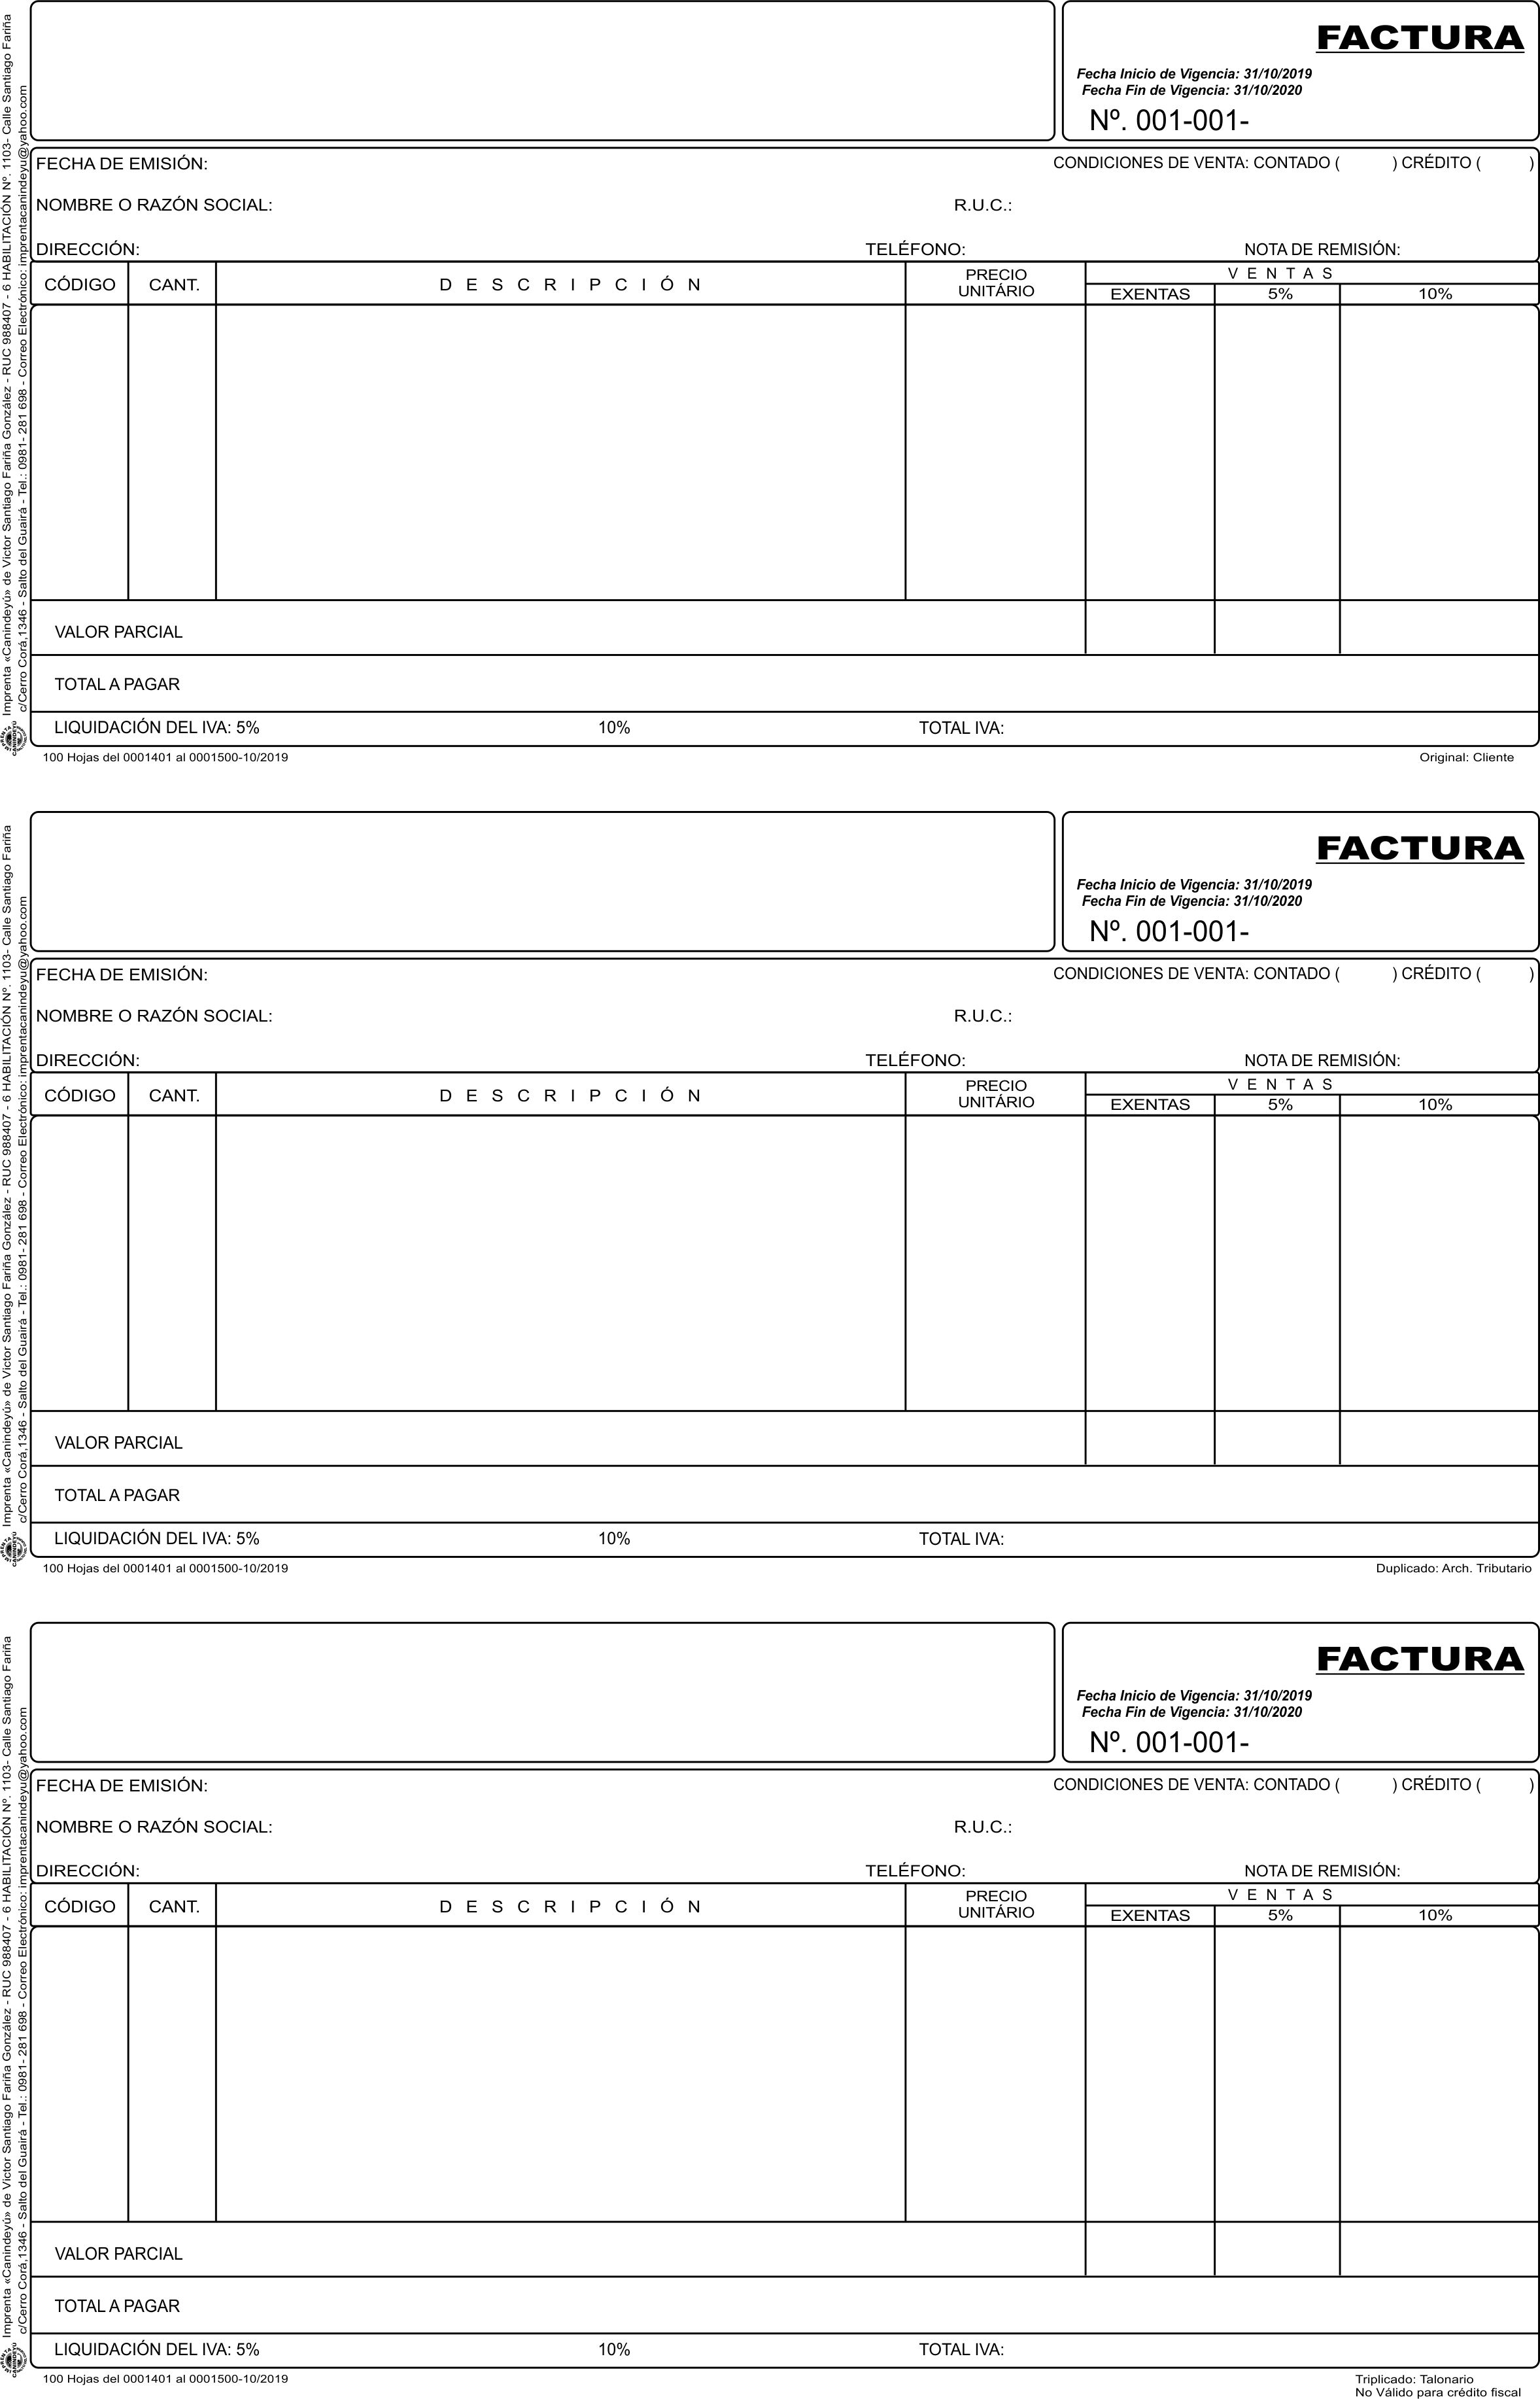 FACTURA
Fecha Inicio de Vigencia: 31/10/2019
Fecha Fin de Vigencia: 31/10/2020
Nº. 001-001-
FECHA DE EMISIÓN: CONDICIONES DE VENTA: CONTADO ( ) CRÉDITO ( )
NOMBRE O RAZÓN SOCIAL: R.U.C.:
DIRECCIÓN: TELÉFONO: NOTA DE REMISIÓN:
CÓDIGO CANT. D E S C R I P C I Ó N PRECIO UNITÁRIO V E N T A S
EXENTAS 5% 10%
VALOR PARCIAL
TOTAL A PAGAR
LIQUIDACIÓN DEL IVA: 5% 10% TOTAL IVA:
100 Hojas del 0001401 al 0001500-10/2019 Original: Cliente
Imprenta «Canindeyú» de Victor Santiago Fariña González - RUC 988407 - 6 HABILITACIÓN Nº. 1103- Calle Santiago Fariña
c/Cerro Corá,1346 - Salto del Guairá - Tel.: 0981- 281 698 - Correo Electrónico: imprentacanindeyu@yahoo.com
FACTURA
Fecha Inicio de Vigencia: 31/10/2019
Fecha Fin de Vigencia: 31/10/2020
Nº. 001-001-
FECHA DE EMISIÓN: CONDICIONES DE VENTA: CONTADO ( ) CRÉDITO ( )
NOMBRE O RAZÓN SOCIAL: R.U.C.:
DIRECCIÓN: TELÉFONO: NOTA DE REMISIÓN:
CÓDIGO CANT. D E S C R I P C I Ó N PRECIO UNITÁRIO V E N T A S
EXENTAS 5% 10%
VALOR PARCIAL
TOTAL A PAGAR
LIQUIDACIÓN DEL IVA: 5% 10% TOTAL IVA:
100 Hojas del 0001401 al 0001500-10/2019 Duplicado: Arch. Tributario
Imprenta «Canindeyú» de Victor Santiago Fariña González - RUC 988407 - 6 HABILITACIÓN Nº. 1103- Calle Santiago Fariña
c/Cerro Corá,1346 - Salto del Guairá - Tel.: 0981- 281 698 - Correo Electrónico: imprentacanindeyu@yahoo.com
FACTURA
Fecha Inicio de Vigencia: 31/10/2019
Fecha Fin de Vigencia: 31/10/2020
Nº. 001-001-
FECHA DE EMISIÓN: CONDICIONES DE VENTA: CONTADO ( ) CRÉDITO ( )
NOMBRE O RAZÓN SOCIAL: R.U.C.:
DIRECCIÓN: TELÉFONO: NOTA DE REMISIÓN:
CÓDIGO CANT. D E S C R I P C I Ó N PRECIO UNITÁRIO V E N T A S
EXENTAS 5% 10%
VALOR PARCIAL
TOTAL A PAGAR
LIQUIDACIÓN DEL IVA: 5% 10% TOTAL IVA:
100 Hojas del 0001401 al 0001500-10/2019 Triplicado: Talonario
No Válido para crédito fiscal
Imprenta «Canindeyú» de Victor Santiago Fariña González - RUC 988407 - 6 HABILITACIÓN Nº. 1103- Calle Santiago Fariña
c/Cerro Corá,1346 - Salto del Guairá - Tel.: 0981- 281 698 - Correo Electrónico: imprentacanindeyu@yahoo.com